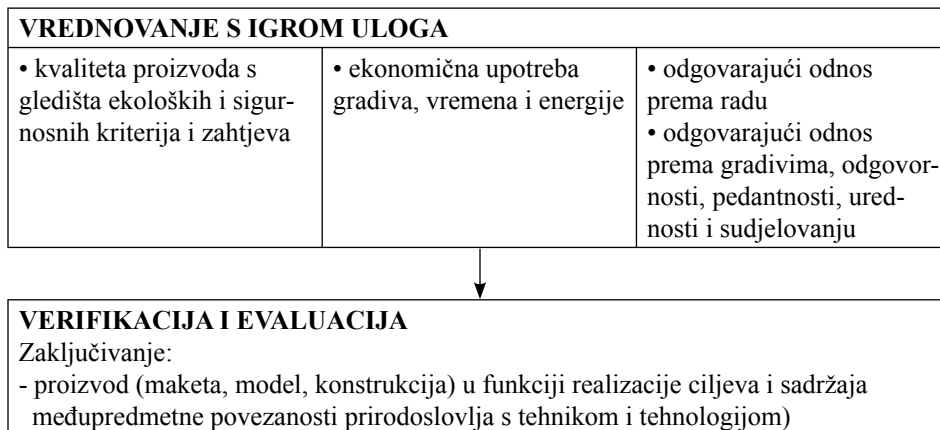 VREDNOVANJE S IGROM ULOGA
• kvaliteta proizvoda s
gledišta ekoloških i sigur-
nosnih kriterija i zahtjeva
• ekonomična upotreba
gradiva, vremena i energije
• odgovarajući odnos
prema radu
• odgovarajući odnos
prema gradivima, odgovor-
nosti, pedantnosti, ured-
nosti i sudjelovanju
VERIFIKACIJA I EVALUACIJA
Zaključivanje:
- proizvod (maketa, model, konstrukcija) u funkciji realizacije ciljeva i sadržaja
međupredmetne povezanosti prirodoslovlja s tehnikom i tehnologijom)